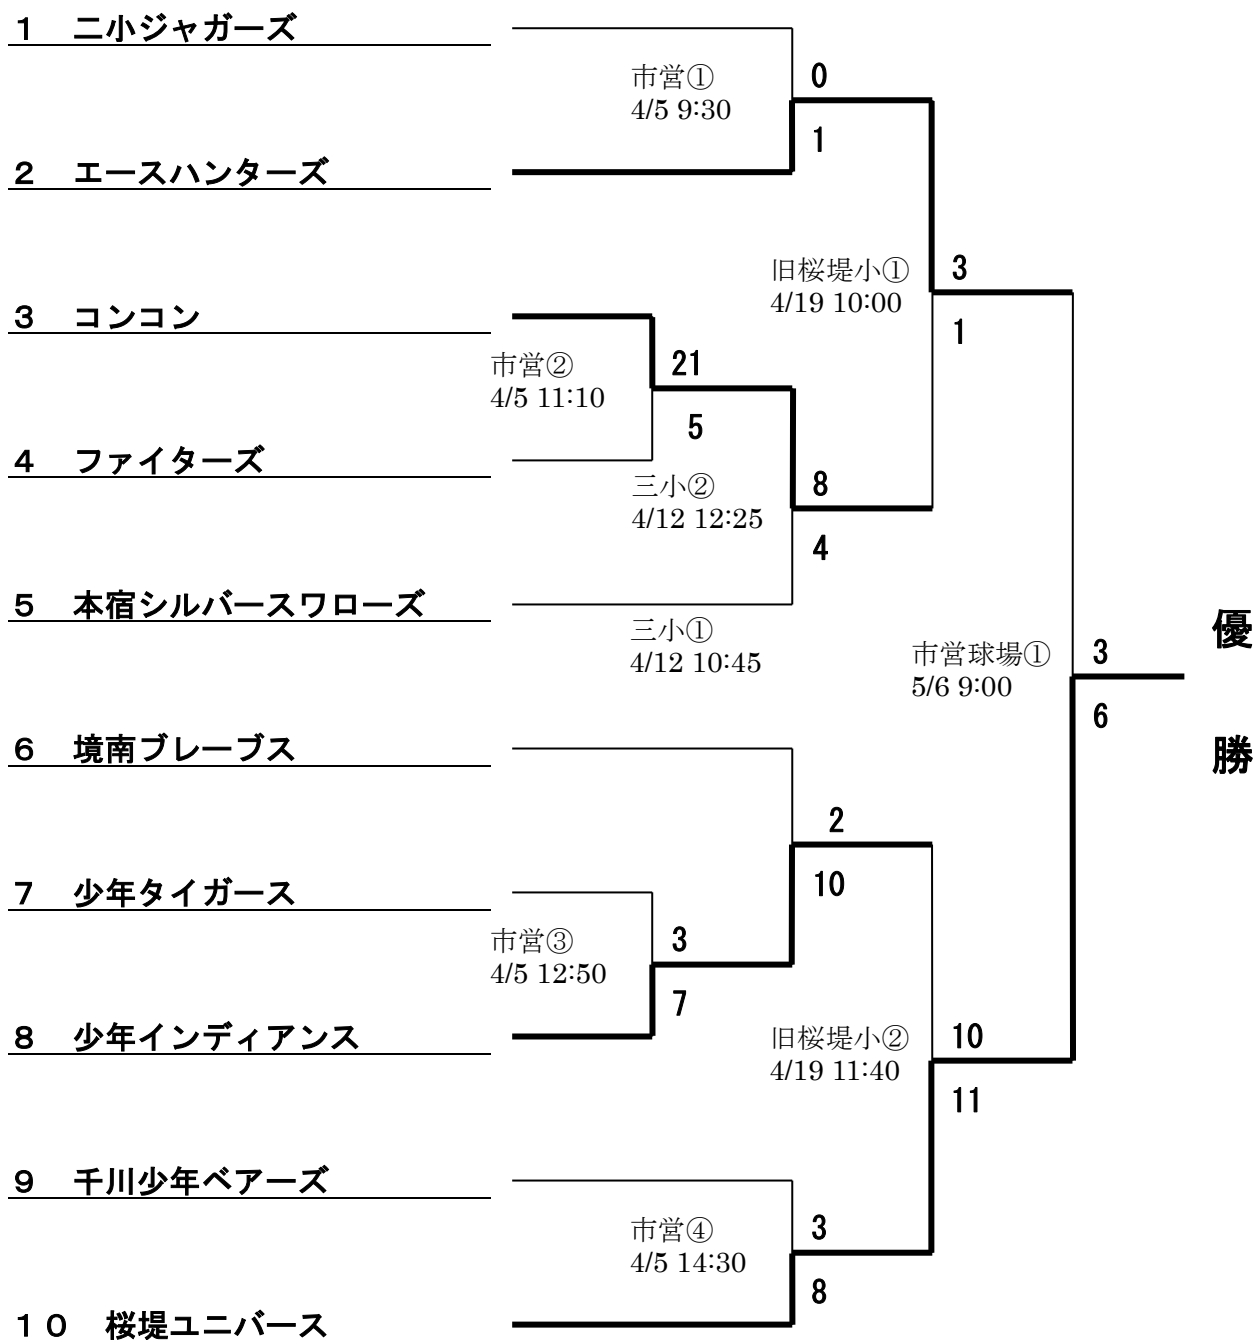 １　二小ジャガーズ
市営①
4/5 9:30
0
1
２　エースハンターズ
旧桜堤小①
4/19 10:00
3
1
３　コンコン
市営②
4/5 11:10
21
5
４　ファイターズ
三小②
4/12 12:25
8
4
５　本宿シルバースワローズ
三小①
4/12 10:45
市営球場①
5/6 9:00
3
6
優
勝
６　境南ブレーブス
2
10
７　少年タイガース
市営③
4/5 12:50
3
7
８　少年インディアンス
旧桜堤小②
4/19 11:40
10
11
９　千川少年ベアーズ
市営④
4/5 14:30
3
8
１０　桜堤ユニバース